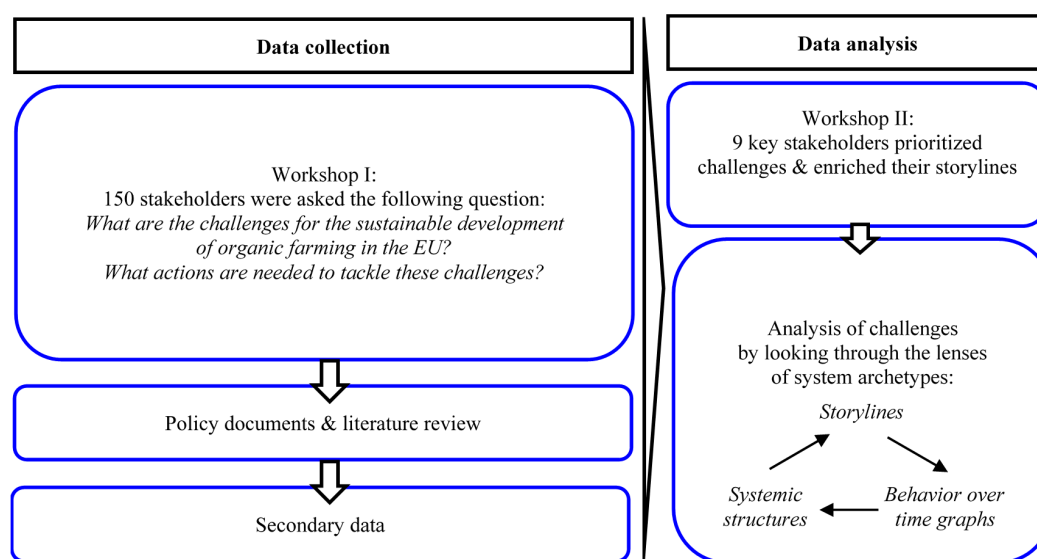 Data collection
Workshop I:
150 stakeholders were asked the following question:
What are the challenges for the sustainable development
of organic farming in the EU?
What actions are needed to tackle these challenges?
Policy documents & literature review
Secondary data
Data analysis
Workshop II:
9 key stakeholders prioritized
challenges & enriched their storylines
Analysis of challenges
by looking through the lenses
of system archetypes:
Storylines
Systemic
structures
Behavior over
time graphs